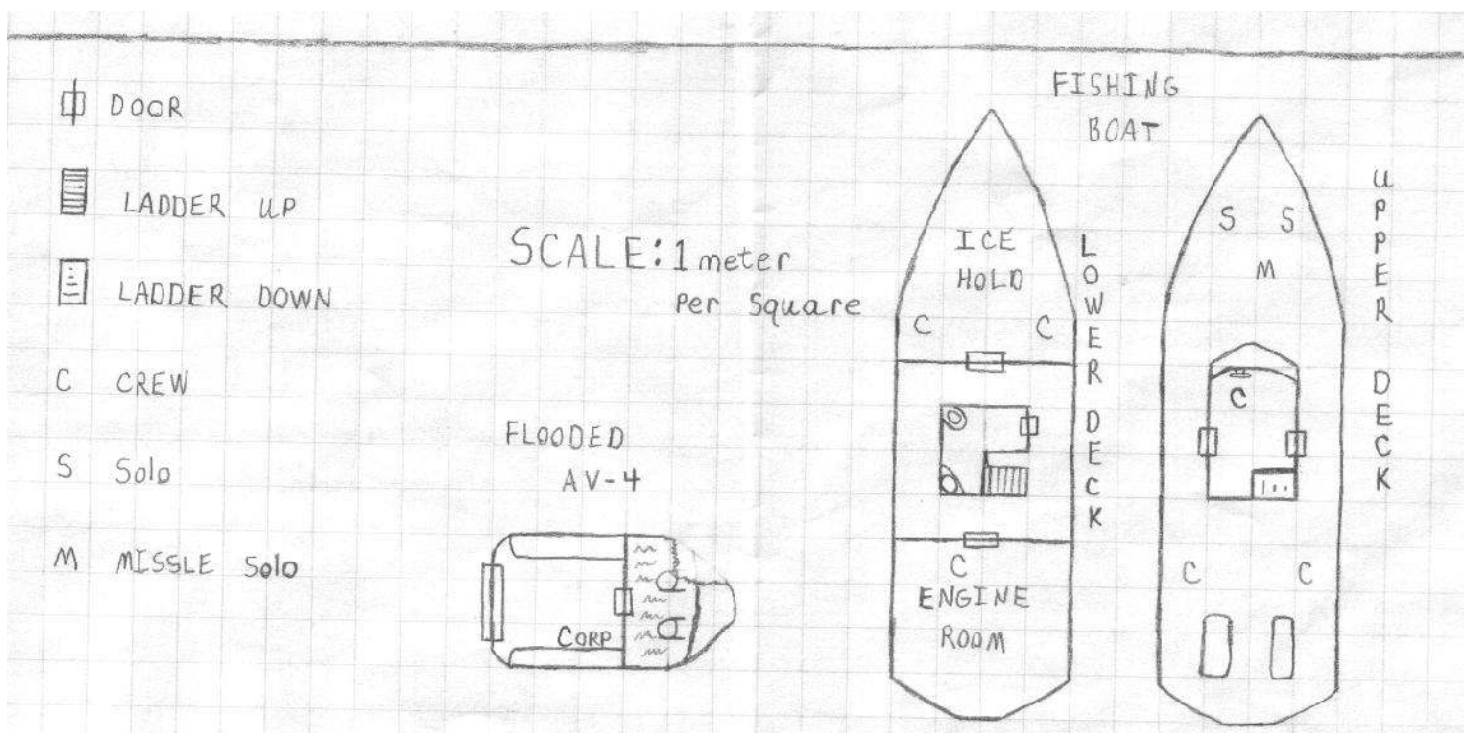 DOOR
LADDER UP
LADDER DOWN
C CREW
S Solo
M MISSLE Solo
SCALE: 1 meter
Per Square
FLOODED
AV-4
CORP
FISHING
BOAT
ICE
HOLD
C C
C
ENGINE
ROOM
LOWER DECK
S S
M
C
C C
UPPER DECK